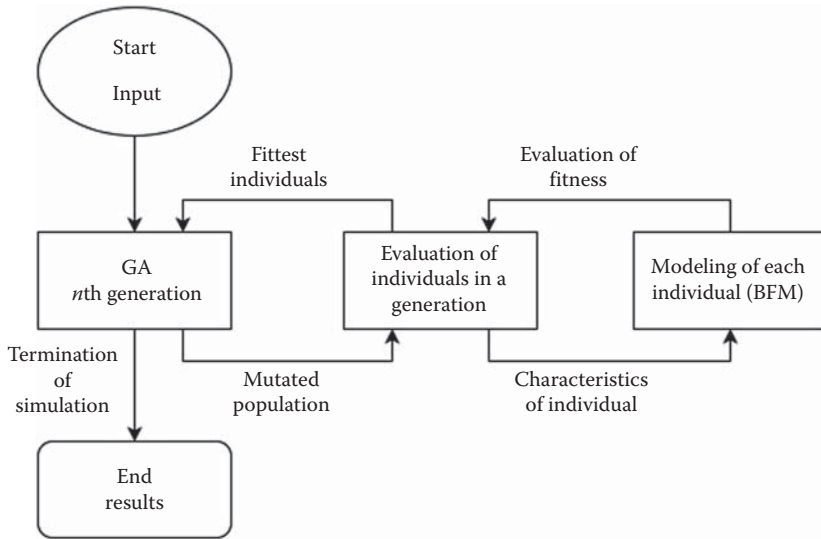 Start
Input
Fittest
individuals
Evaluation of
fitness
GA
nth generation
Evaluation of
individuals in a
generation
Modeling of each
individual (BFM)
Termination
of
simulation
Mutated
population
Characteristics
of individual
End
results